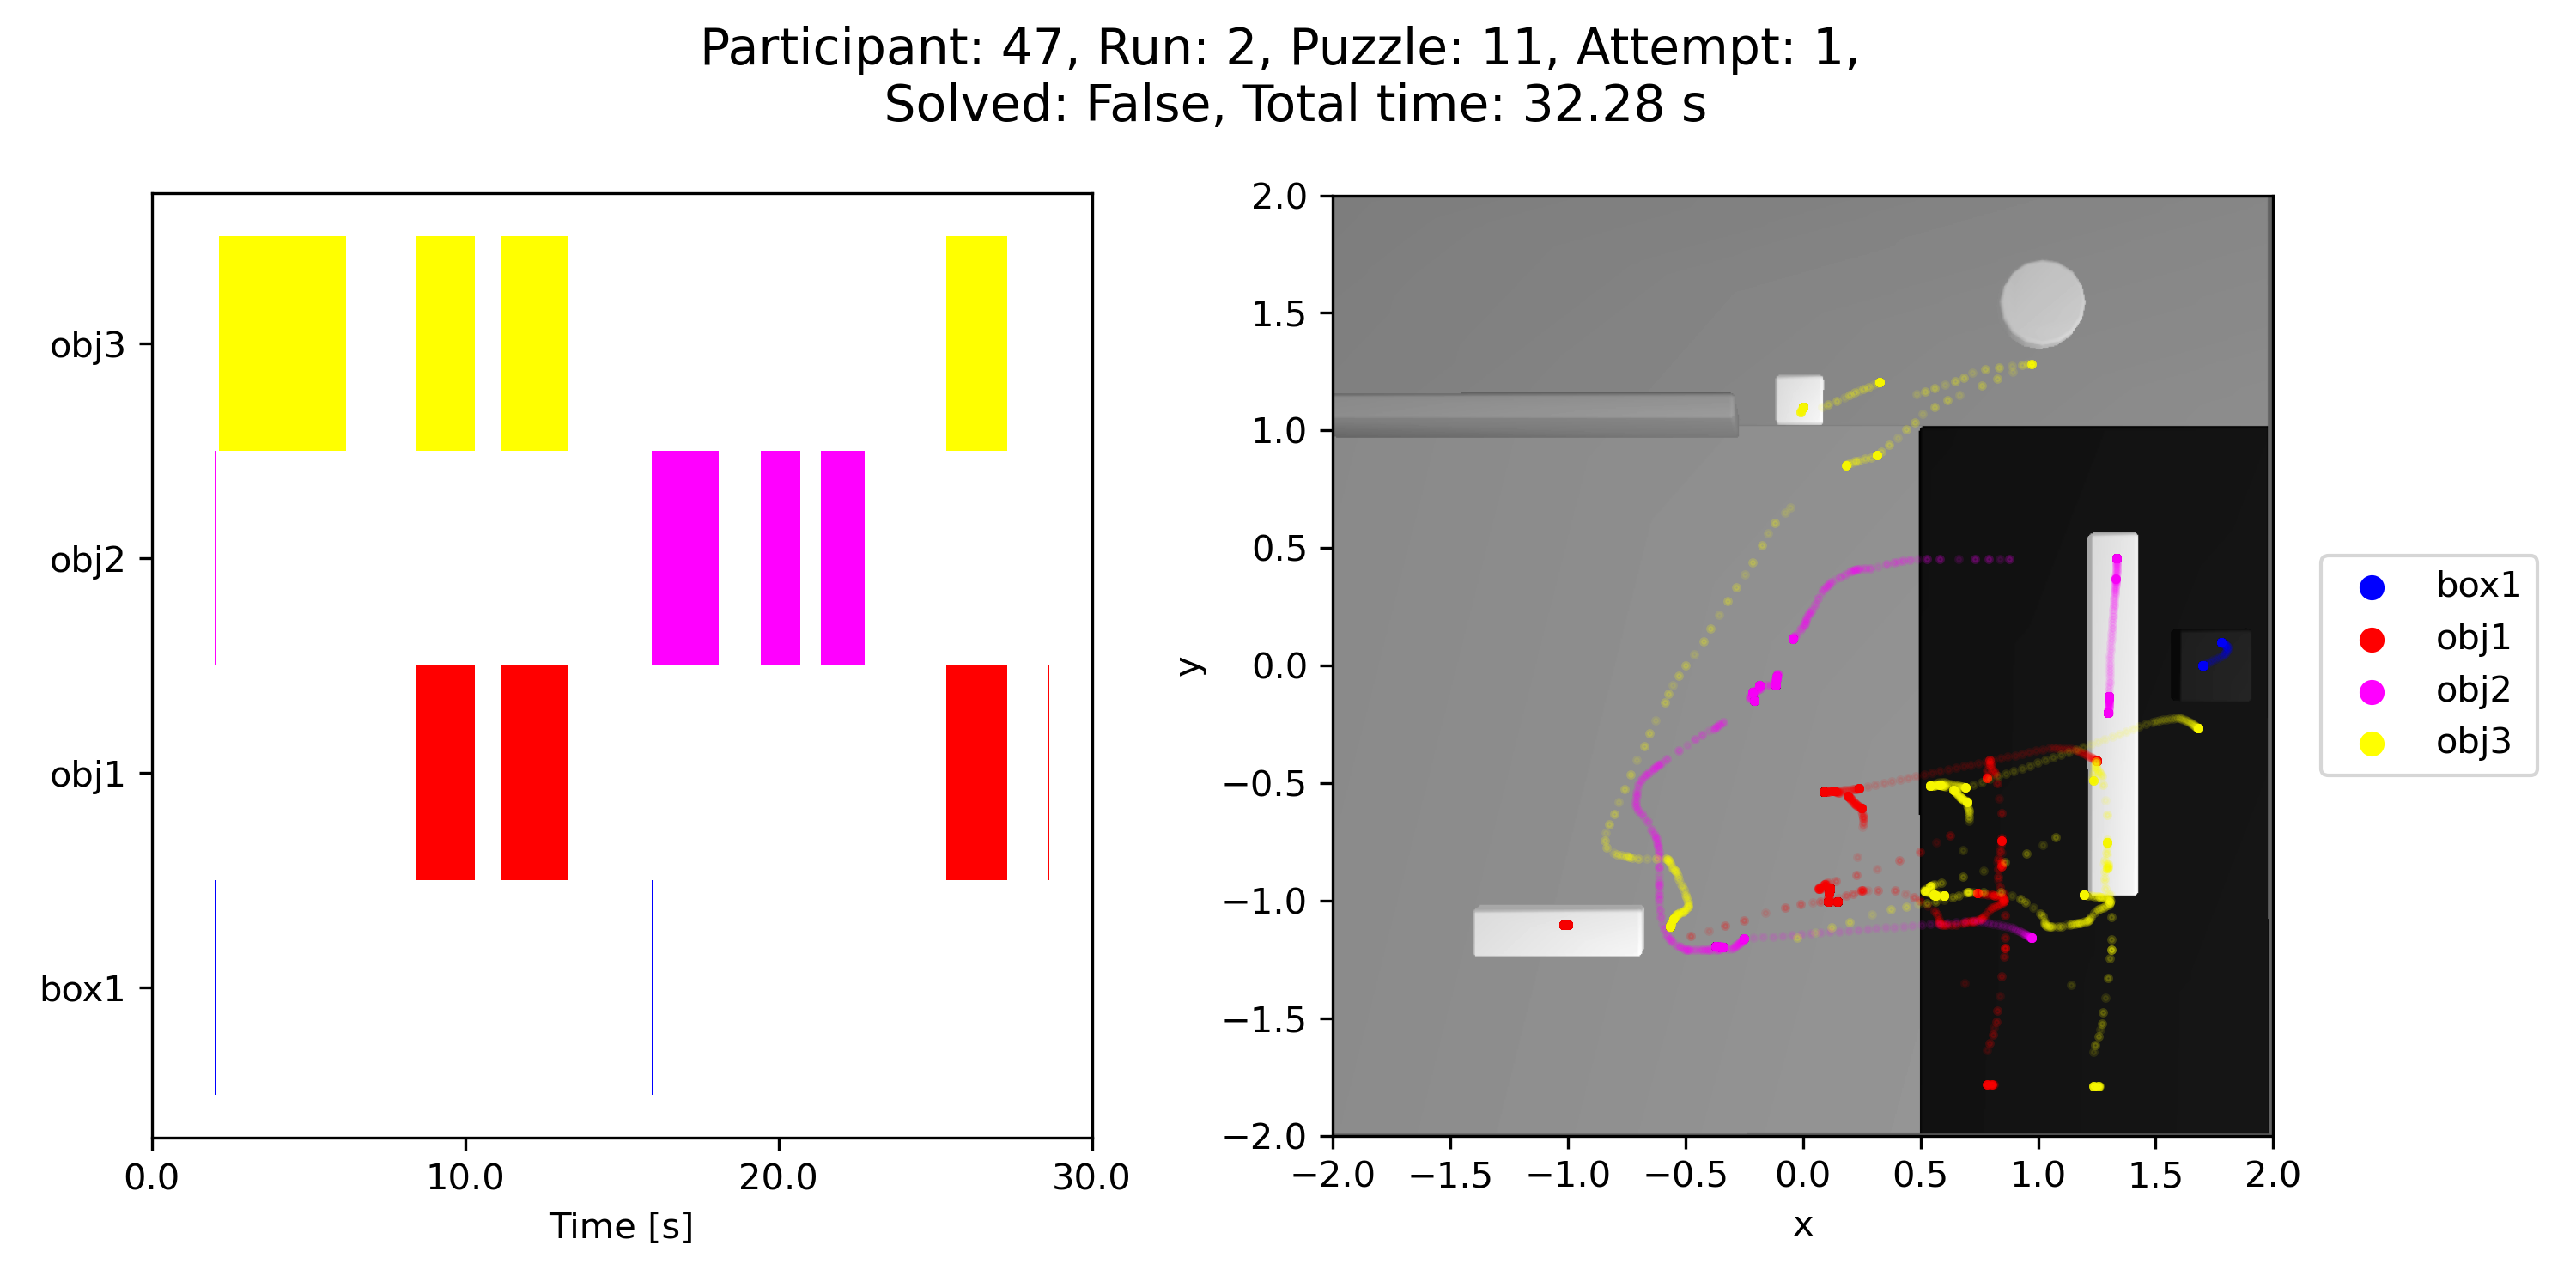 Participant: 47, Run: 2, Puzzle: 11, Attempt: 1,
Solved: False, Total time: 32.28 s
obj3
obj2
obj1
box1
0.0 10.0 20.0 30.0
Time [s]
2.0
1.5
1.0
0.5
0.0
−0.5
−1.0
−1.5
−2.0
y
−2.0 −1.5 −1.0 −0.5 0.0 0.5 1.0 1.5 2.0
x
box1
obj1
obj2
obj3